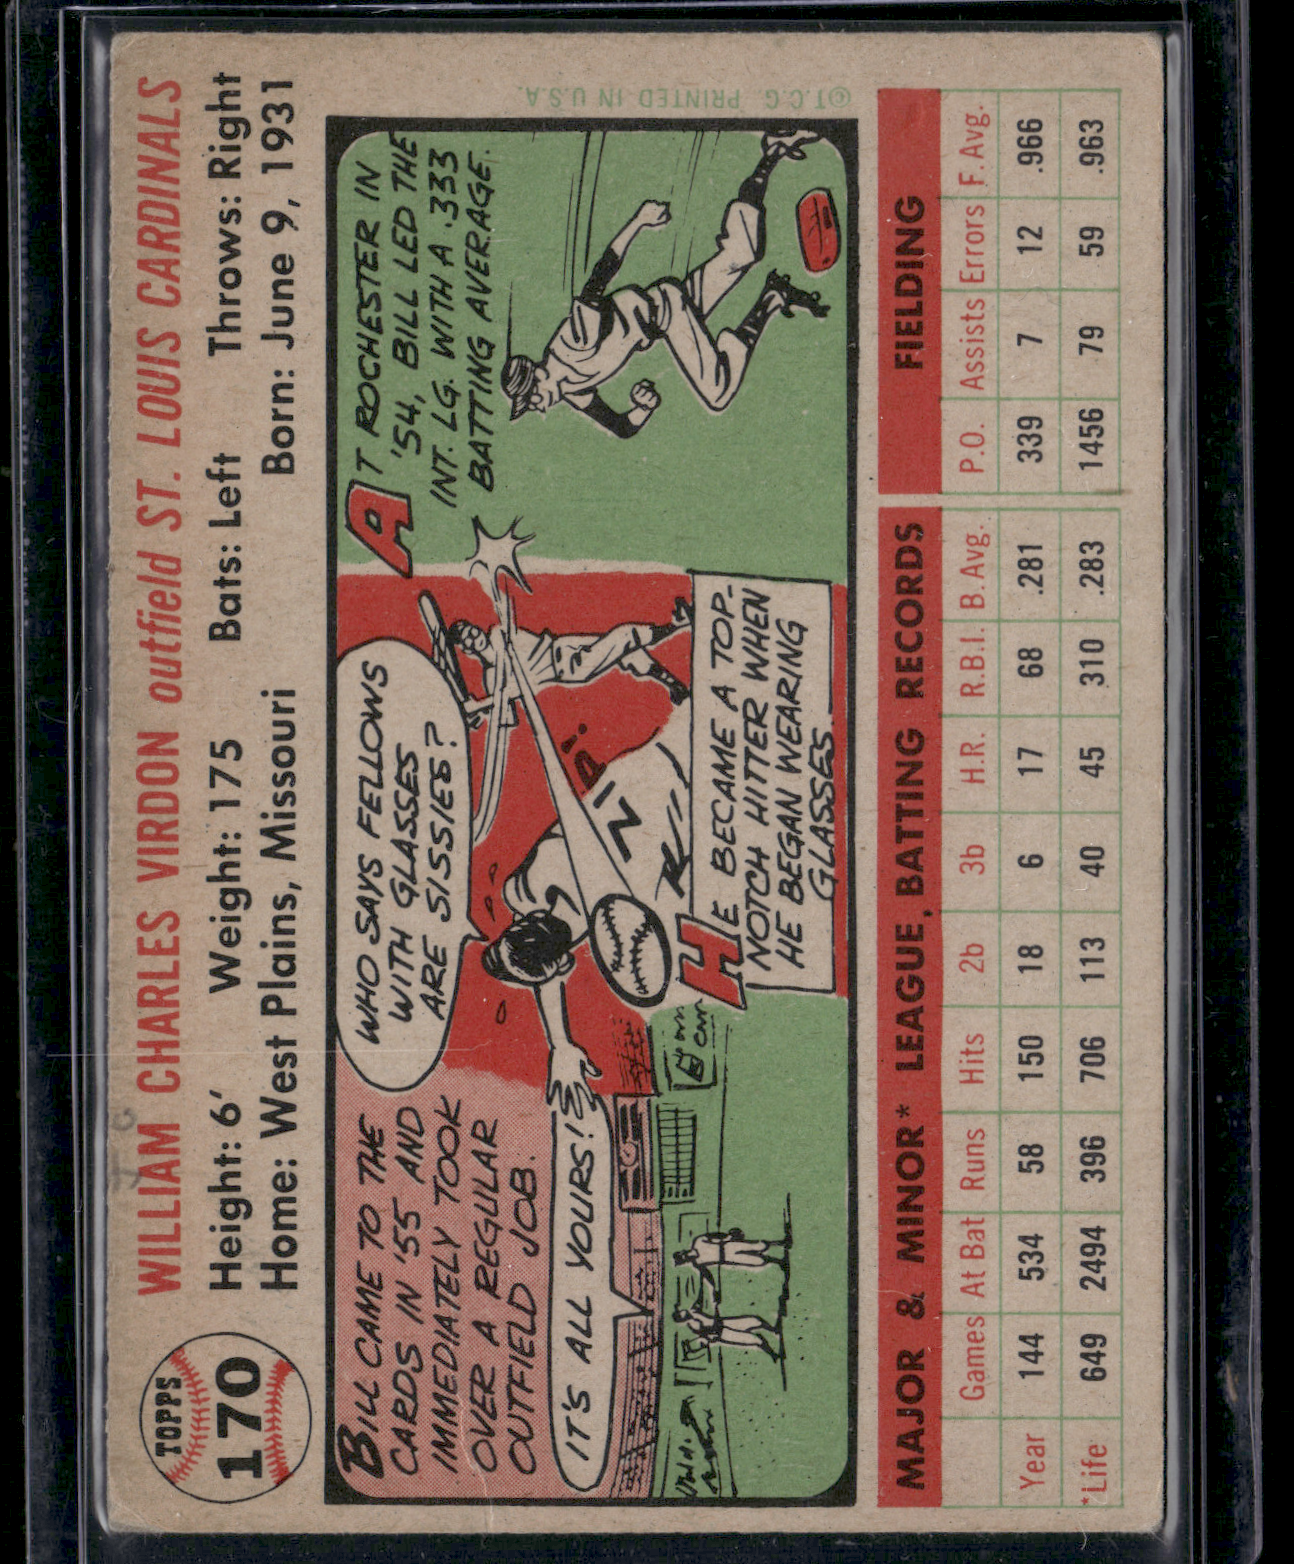 TOPPS
170
WILLIAM CHARLES VIRDON outfield ST. LOUIS CARDINALS
Height: 6' Weight: 175 Bats: Left Throws: Right
Home: West Plains, Missouri Born: June 9, 1931
BILL CAME TO THE
CARDS IN '55 AND
IMMEDIATELY TOOK
OVER A REGULAR
OUTFIELD JOB.
IT'S ALL YOURS!
WHO SAYS FELLOWS
WITH GLASSES
ARE SISSIES?
HE BECAME A TOP-
NOTCH HITTER WHEN
HE BEGAN WEARING
GLASSES.
AT ROCHESTER IN
'54, BILL LED THE
INT. LG. WITH A .333
BATTING AVERAGE.
©T.C.G. PRINTED IN U.S.A.
MAJOR & MINOR* LEAGUE BATTING RECORDS FIELDING
Games At Bat Runs Hits 2b 3b H.R. R.B.I. B. Avg. P.O. Assists Errors F. Avg.
Year 144 534 58 150 18 6 17 68 .281 339 7 12 .966
*Life 649 2494 396 706 113 40 45 310 .283 1456 79 59 .963